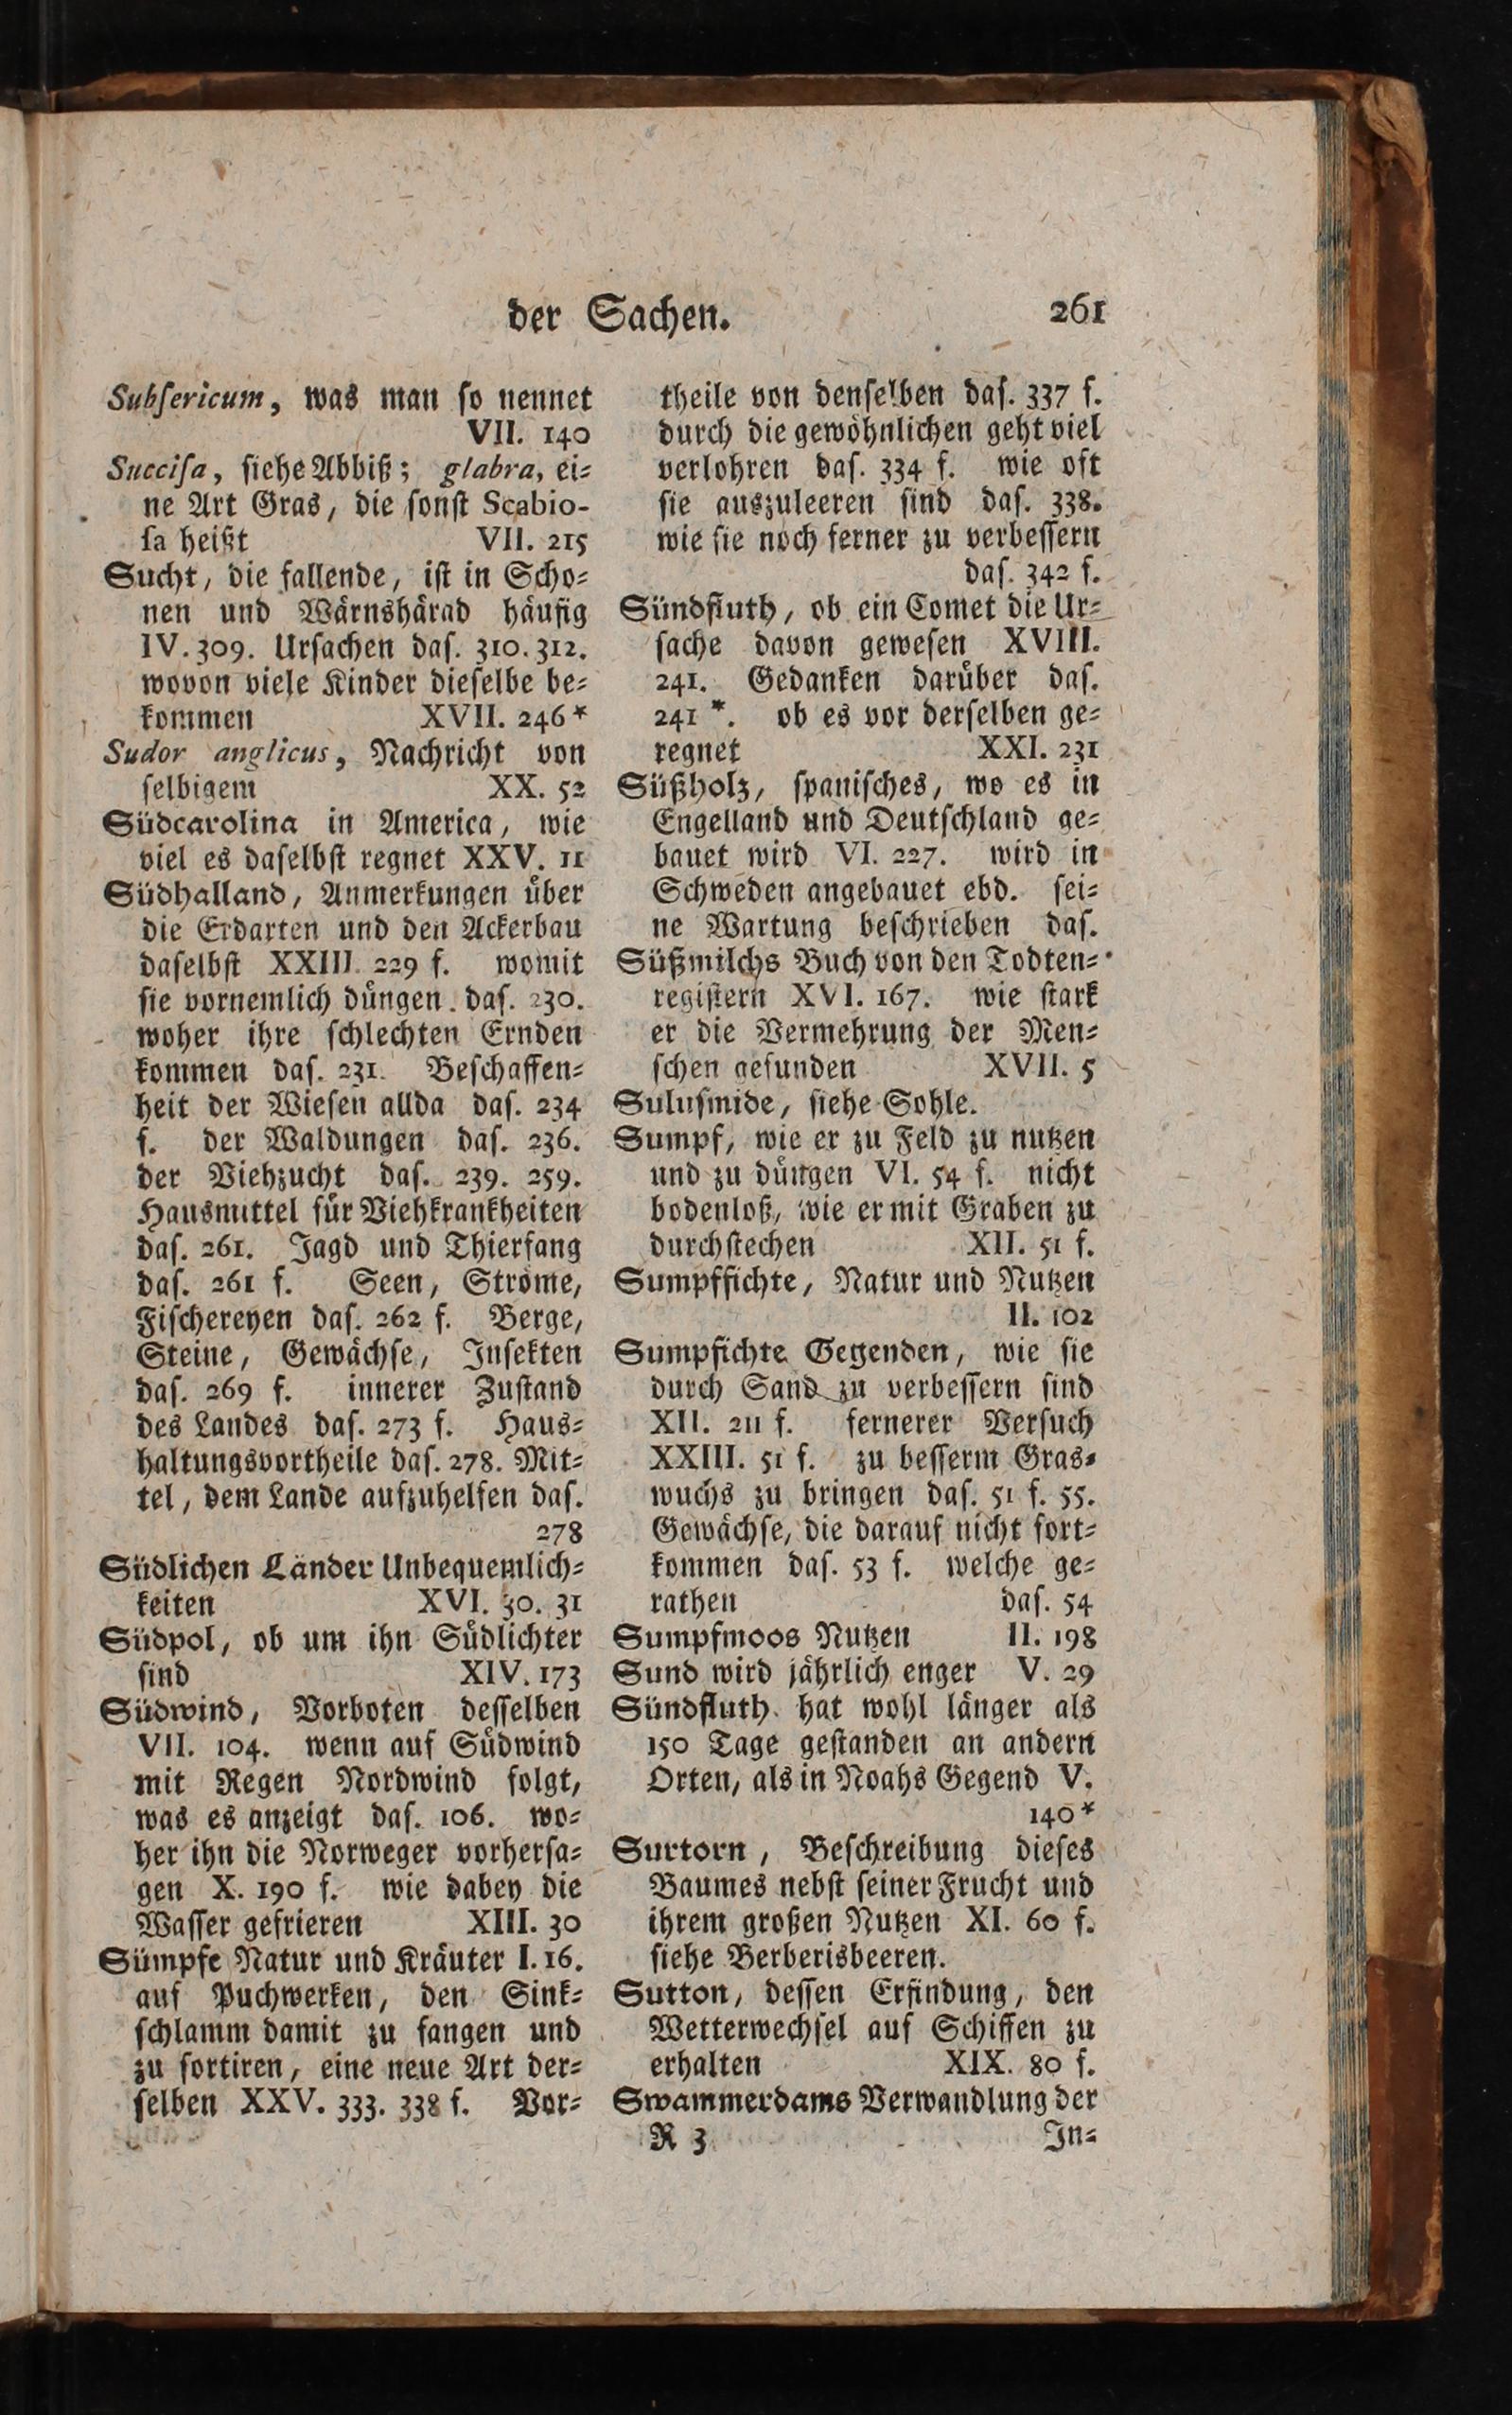 der Sachen.
261
Subſericum, was man ſo nennet
VII. 140
Succiſa, ſiehe Abbiß; glabra, ei⸗
ne Art Gras, die ſonſt Scabio-
ſa heißt VII. 215
Sucht, die fallende, iſt in Scho⸗
nen und Wärnshärad häufig
IV. 309. Urſachen daſ. 310. 312.
wovon viele Kinder dieſelbe be⸗
kommen XVII. 246*
Sudor anglicus, Nachricht von
ſelbigem XX. 52
Südcarolina in America, wie
viel es daſelbſt regnet XXV. 11
Südhalland, Anmerkungen über
die Erdarten und den Ackerbau
daſelbſt XXIII. 229 f. womit
ſie vornemlich düngen daſ. 230.
woher ihre ſchlechten Ernden
kommen daſ. 231. Beſchaffen⸗
heit der Wieſen allda daſ. 234
f. der Waldungen daſ. 236.
der Viehzucht daſ. 239. 259.
Hausmittel für Viehkrankheiten
daſ. 261. Jagd und Thierfang
daſ. 261 f. Seen, Ströme,
Fiſchereyen daſ. 262 f. Berge,
Steine, Gewächſe, Inſekten
daſ. 269 f. innerer Zuſtand
des Landes daſ. 273 f. Haus⸗
haltungsvortheile daſ. 278. Mit⸗
tel, dem Lande aufzuhelfen daſ.
278
Südlichen Länder Unbequemlich⸗
keiten XVI. 30. 31
Südpol, ob um ihn Südlichter
ſind XIV. 173
Südwind, Vorboten deſſelben
VII. 104. wenn auf Südwind
mit Regen Nordwind folgt,
was es anzeigt daſ. 106. wo⸗
her ihn die Norweger vorherſa⸗
gen X. 190 f. wie dabey die
Waſſer gefrieren XIII. 30
Sümpfe Natur und Kräuter I. 16.
auf Puchwerken, den Sink⸗
ſchlamm damit zu fangen und
zu ſortiren, eine neue Art der⸗
ſelben XXV. 333. 338 f. Vor⸗
theile von denſelben daſ. 337 f.
durch die gewöhnlichen geht viel
verlohren daſ. 334 f. wie oft
ſie auszuleeren ſind daſ. 338.
wie ſie noch ferner zu verbeſſern
daſ. 342 f.
Sündfluth, ob ein Comet die Ur⸗
ſache davon geweſen XVIII.
241. Gedanken darüber daſ.
241 *. ob es vor derſelben ge⸗
regnet XXI. 231
Süßholz, ſpaniſches, wo es in
Engelland und Deutſchland ge⸗
bauet wird VI. 227. wird in
Schweden angebauet ebd. ſei⸗
ne Wartung beſchrieben daſ.
Süßmilchs Buch von den Todten⸗
regiſtern XVI. 167. wie ſtark
er die Vermehrung der Men⸗
ſchen gefunden XVII. 5
Suluſmide, ſiehe Sohle.
Sumpf, wie er zu Feld zu nutzen
und zu düngen VI. 54 f. nicht
bodenloß, wie er mit Graben zu
durchſtechen XII. 51 f.
Sumpffichte, Natur und Nutzen
II. 102
Sumpfichte Gegenden, wie ſie
durch Sand zu verbeſſern ſind
XII. 211 f. fernerer Verſuch
XXIII. 51 f. zu beſſerm Gras⸗
wuchs zu bringen daſ. 51 f. 55.
Gewächſe, die darauf nicht fort⸗
kommen daſ. 53 f. welche ge⸗
rathen daſ. 54
Sumpfmoos Nutzen II. 198
Sund wird jährlich enger V. 29
Sündfluth hat wohl länger als
150 Tage geſtanden an andern
Orten, als in Noahs Gegend V.
140*
Surtorn, Beſchreibung dieſes
Baumes nebſt ſeiner Frucht und
ihrem großen Nutzen XI. 60 f.
ſiehe Berberisbeeren.
Sutton, deſſen Erfindung, den
Wetterwechſel auf Schiffen zu
erhalten XIX. 80 f.
Swammerdams Verwandlung der
R 3 In⸗